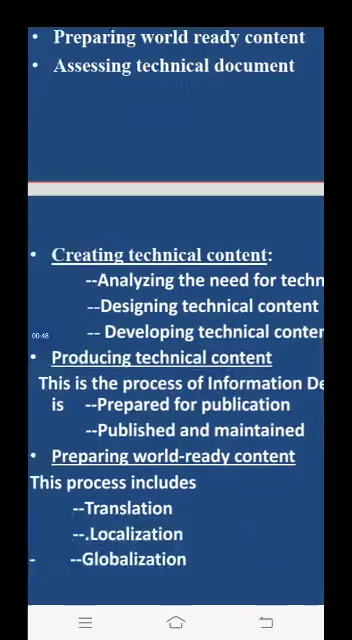 • Preparing world ready content
• Assessing technical document
• Creating technical content:
--Analyzing the need for techn
--Designing technical content
00:48
-- Developing technical conter
• Producing technical content
This is the process of Information De
is --Prepared for publication
--Published and maintained
• Preparing world-ready content
This process includes
--Translation
--.Localization
- --Globalization